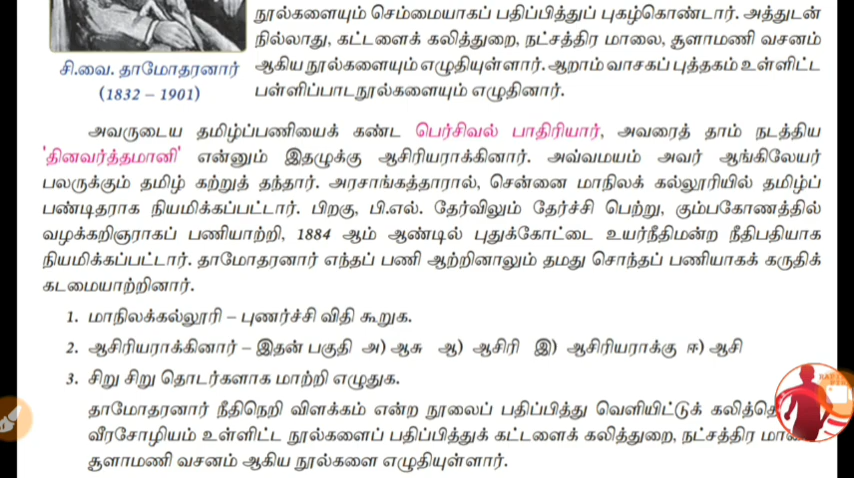 நூல்களையும் செம்மையாகப் பதிப்பித்துப் புகழ்கொண்டார். அத்துடன்
நில்லாது, கட்டளைக் கலித்துறை, நட்சத்திர மாலை, சூளாமணி வசனம்
ஆகிய நூல்களையும் எழுதியுள்ளார். ஆறாம் வாசகப் புத்தகம் உள்ளிட்ட
பள்ளிப்பாடநூல்களையும் எழுதினார்.
சி.வை. தாமோதரனார்
(1832 – 1901)
அவருடைய தமிழ்ப்பணியைக் கண்ட பெர்சிவல் பாதிரியார், அவரைத் தாம் நடத்திய
'தினவர்த்தமானி' என்னும் இதழுக்கு ஆசிரியராக்கினார். அவ்வமயம் அவர் ஆங்கிலேயர்
பலருக்கும் தமிழ் கற்றுத் தந்தார். அரசாங்கத்தாரால், சென்னை மாநிலக் கல்லூரியில் தமிழ்ப்
பண்டிதராக நியமிக்கப்பட்டார். பிறகு, பி.எல். தேர்விலும் தேர்ச்சி பெற்று, கும்பகோணத்தில்
வழக்கறிஞராகப் பணியாற்றி, 1884 ஆம் ஆண்டில் புதுக்கோட்டை உயர்நீதிமன்ற நீதிபதியாக
நியமிக்கப்பட்டார். தாமோதரனார் எந்தப் பணி ஆற்றினாலும் தமது சொந்தப் பணியாகக் கருதிக்
கடமையாற்றினார்.
1. மாநிலக்கல்லூரி – புணர்ச்சி விதி கூறுக.
2. ஆசிரியராக்கினார் – இதன் பகுதி அ) ஆசு ஆ) ஆசிரி இ) ஆசிரியராக்கு ஈ) ஆசி
3. சிறு சிறு தொடர்களாக மாற்றி எழுதுக.
தாமோதரனார் நீதிநெறி விளக்கம் என்ற நூலைப் பதிப்பித்து வெளியிட்டுக்
வீரசோழியம் உள்ளிட்ட நூல்களைப் பதிப்பித்துக் கட்டளைக் கலித்துறை, நட்சத்திர
சூளாமணி வசனம் ஆகிய நூல்களை எழுதியுள்ளார்.